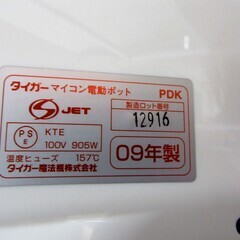 タイガー マイコン電動ポット PDK
S JET
製造ロット番号
12916
PS
E
KTE
100V 905W
09年製
温度ヒューズ 157℃
タイガー魔法瓶株式会社